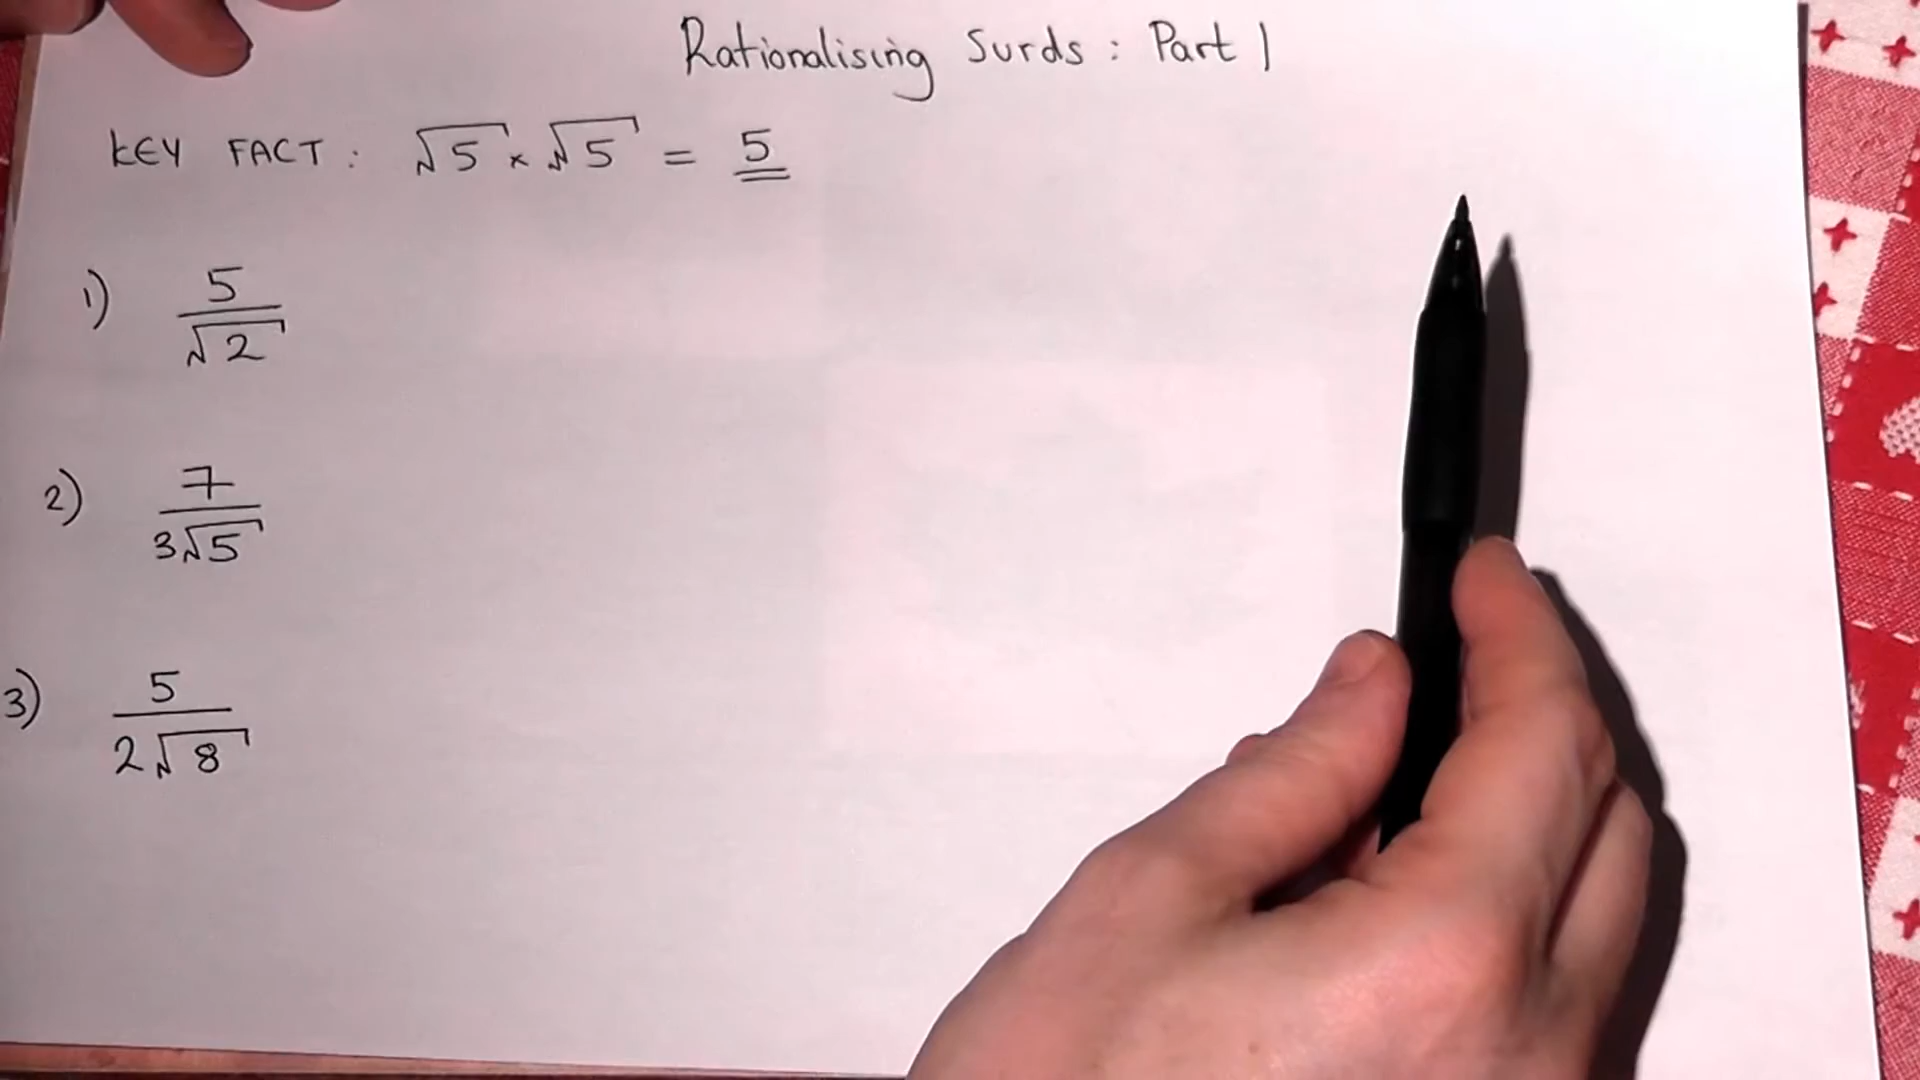 Rationalising Surds : Part 1
KEY FACT : √5 × √5 = 5
1) 5/√2
2) 7/3√5
3) 5/2√8